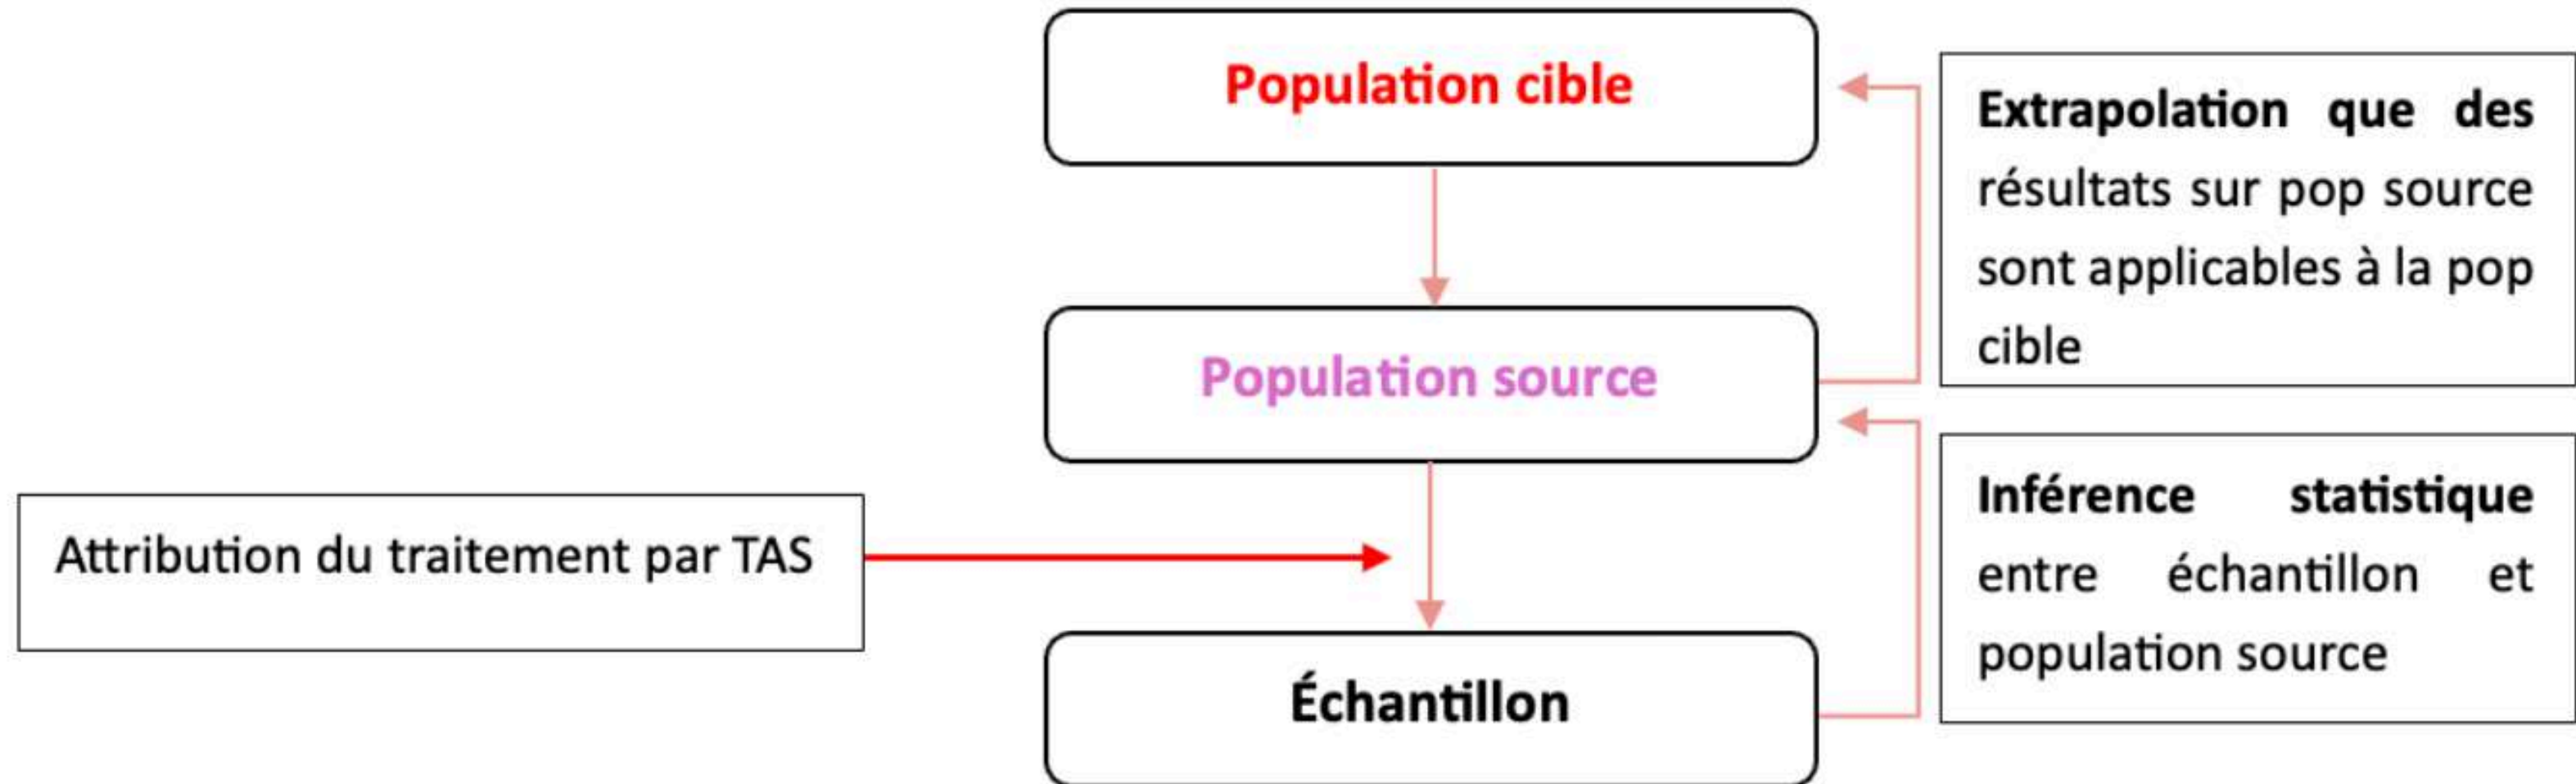 Population cible
Extrapolation que des
résultats sur pop source
sont applicables à la pop
cible
Population source
Inférence statistique
entre échantillon et
population source
Attribution du traitement par TAS
Échantillon